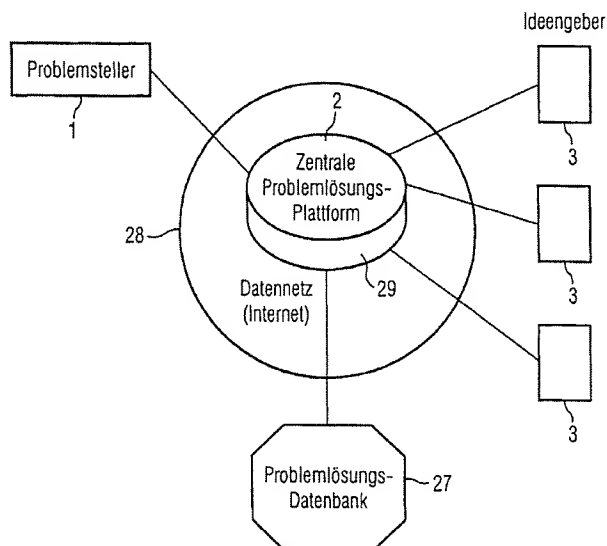 Ideengeber
Problemsteller
1
2
3
Zentrale
Problemlösungs-
Plattform
28
3
Datennetz
(Internet)
29
3
Problemlösungs-
Datenbank
27